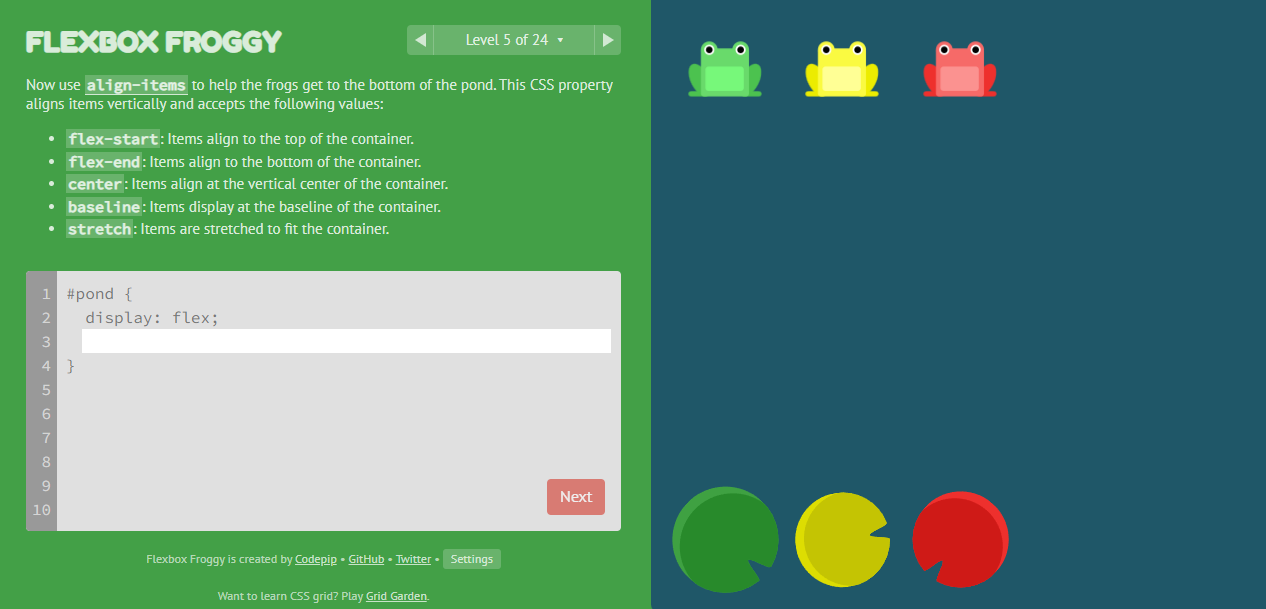 FLEXBOX FROGGY
Level 5 of 24
Now use align-items to help the frogs get to the bottom of the pond. This CSS property
aligns items vertically and accepts the following values:
• flex-start: Items align to the top of the container.
• flex-end: Items align to the bottom of the container.
• center: Items align at the vertical center of the container.
• baseline: Items display at the baseline of the container.
• stretch: Items are stretched to fit the container.
1 #pond {
2 display: flex;
3
4 }
5
6
7
8
9
10
Next
Flexbox Froggy is created by Codepip • GitHub • Twitter • Settings
Want to learn CSS grid? Play Grid Garden.